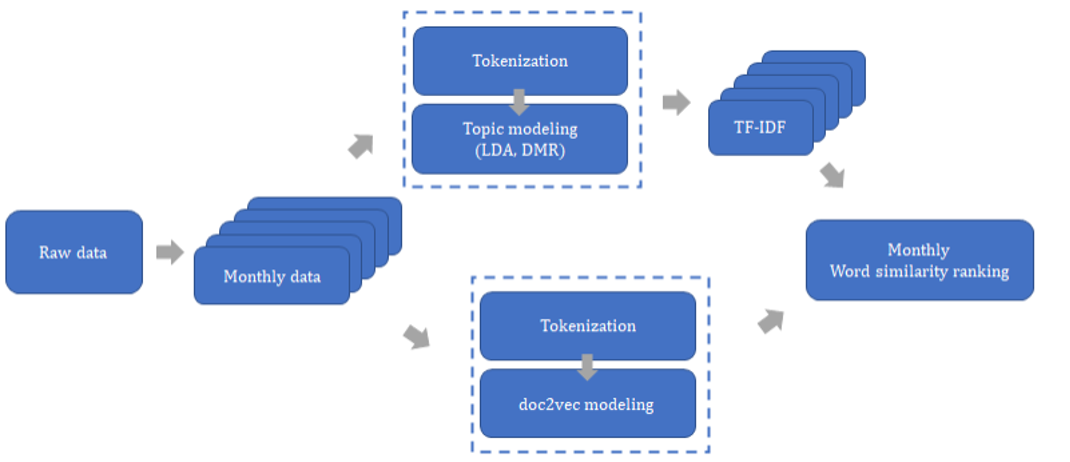 Raw data
Monthly data
Tokenization
Topic modeling
(LDA, DMR)
TF-IDF
Tokenization
doc2vec modeling
Monthly
Word similarity ranking